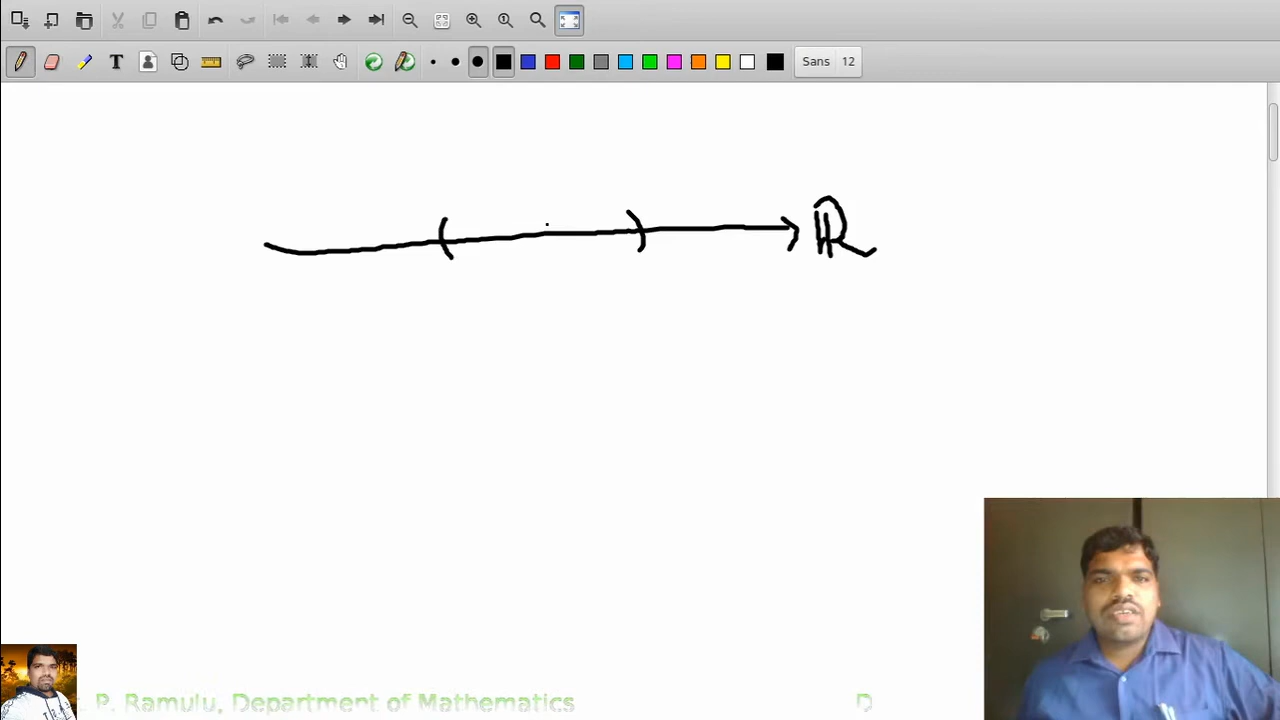 T Sans 12
( ) ℝ
. P. Ramulu, Department of Mathematics D